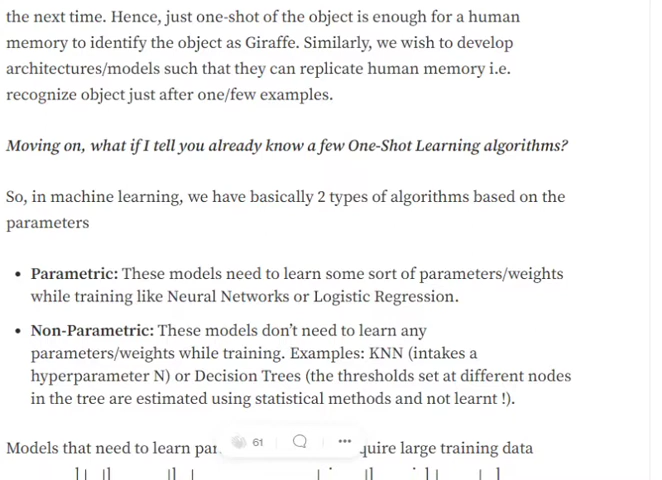 the next time. Hence, just one-shot of the object is enough for a human
memory to identify the object as Giraffe. Similarly, we wish to develop
architectures/models such that they can replicate human memory i.e.
recognize object just after one/few examples.
Moving on, what if I tell you already know a few One-Shot Learning algorithms?
So, in machine learning, we have basically 2 types of algorithms based on the
parameters
• Parametric: These models need to learn some sort of parameters/weights
while training like Neural Networks or Logistic Regression.
• Non-Parametric: These models don’t need to learn any
parameters/weights while training. Examples: KNN (intakes a
hyperparameter N) or Decision Trees (the thresholds set at different nodes
in the tree are estimated using statistical methods and not learnt !).
Models that need to learn large training data
61